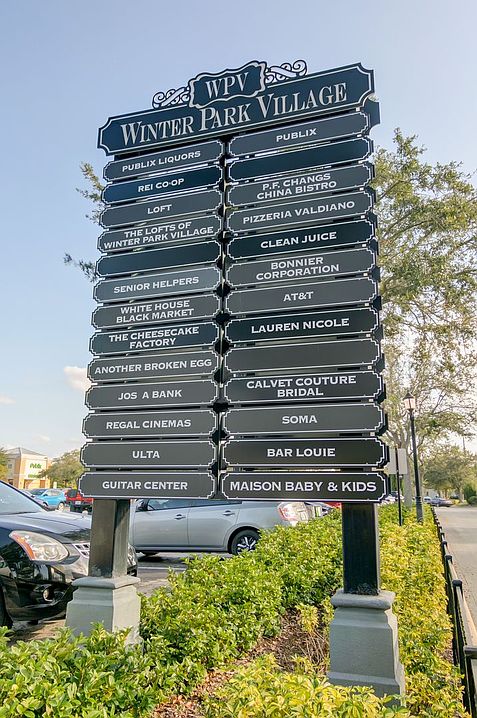 WPV
WINTER PARK VILLAGE
PUBLIX LIQUORS
REI CO-OP
LOFT
THE LOFTS OF
WINTER PARK VILLAGE
SENIOR HELPERS
WHITE HOUSE
BLACK MARKET
THE CHEESECAKE
FACTORY
ANOTHER BROKEN EGG
JOS A BANK
REGAL CINEMAS
ULTA
GUITAR CENTER
PUBLIX
P.F. CHANGS
CHINA BISTRO
PIZZERIA VALDIANO
CLEAN JUICE
BONNIER
CORPORATION
AT&T
LAUREN NICOLE
CALVET COUTURE
BRIDAL
SOMA
BAR LOUIE
MAISON BABY & KIDS
Publix